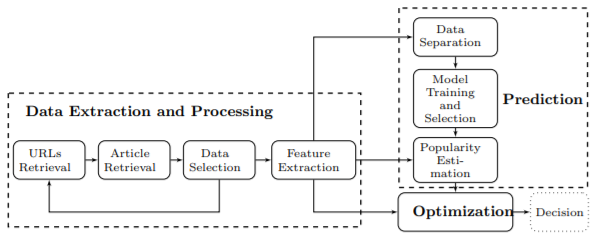 Data Extraction and Processing
URLs
Retrieval
Article
Retrieval
Data
Selection
Feature
Extraction
Data
Separation
Model
Training
and
Selection
Popularity
Esti-
mation
Prediction
Optimization
Decision